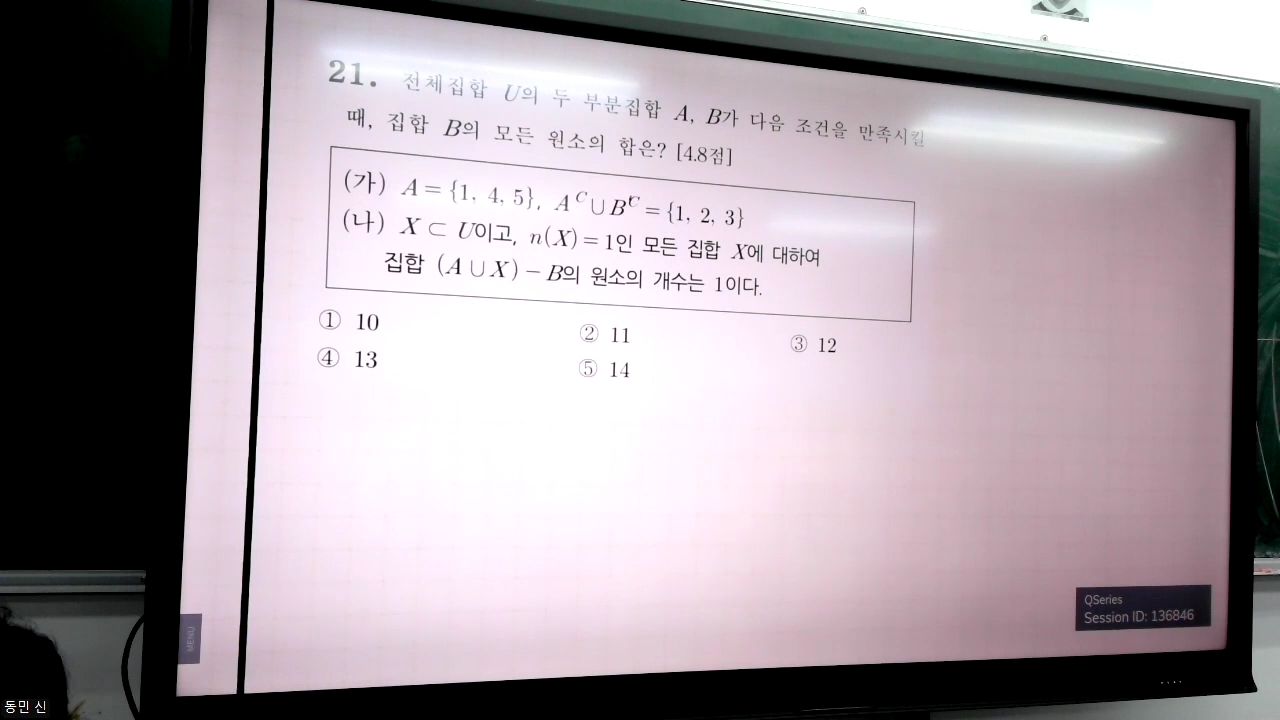 21. 전체집합 U의 두 부분집합 A, B가 다음 조건을 만족시킬
때, 집합 B의 모든 원소의 합은? [4.8점]
(가) A = {1, 4, 5}, A^C ∪ B^C = {1, 2, 3}
(나) X ⊂ U이고, n(X) = 1인 모든 집합 X에 대하여
집합 (A ∪ X) − B의 원소의 개수는 1이다.
① 10 ② 11 ③ 12
④ 13 ⑤ 14
MENU
QSeries
Session ID: 136846
동민 신